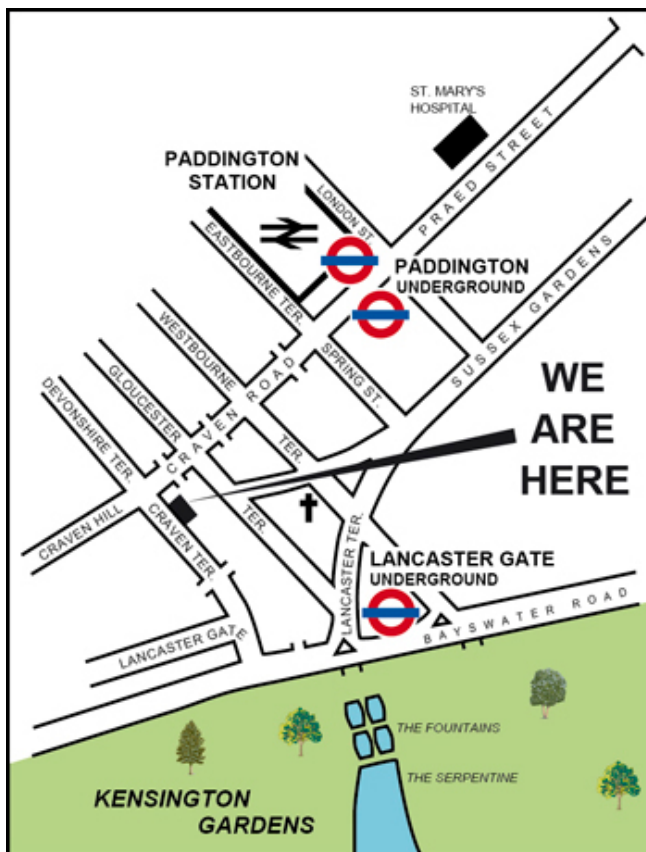 ST. MARY'S
HOSPITAL
PRAED STREET
PADDINGTON
STATION
LONDON ST.
EASTBOURNE TER.
PADDINGTON
UNDERGROUND
SUSSEX GARDENS
WESTBOURNE
TER.
SPRING ST.
CRAVEN ROAD
GLOUCESTER
TER.
DEVONSHIRE TER.
WE
ARE
HERE
CRAVEN HILL
CRAVEN TER.
LANCASTER TER.
LANCASTER GATE
UNDERGROUND
BAYSWATER ROAD
LANCASTER GATE
THE FOUNTAINS
THE SERPENTINE
KENSINGTON
GARDENS